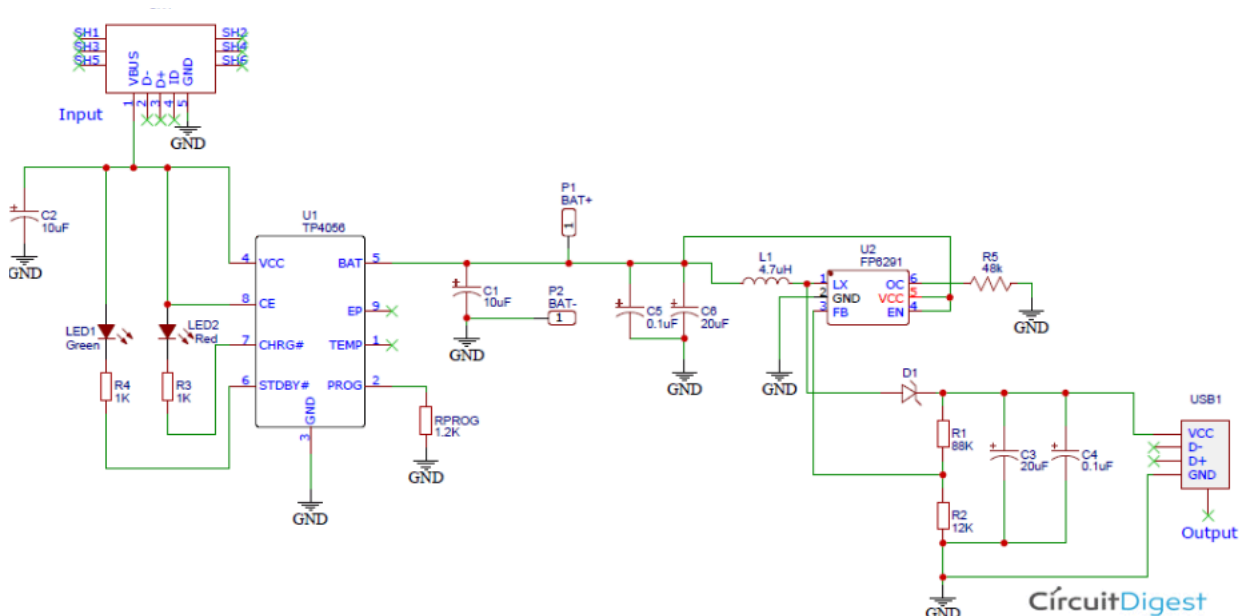 SH1
SH2
SH3
SH4
SH5
SH6
VBUS
D-
D+
ID
GND
1
2
3
4
5
Input
GND
C2
10uF
GND
LED1
Green
LED2
Red
R4
1K
R3
1K
U1
TP4056
4
VCC
8
CE
7
CHRG#
6
STDBY#
BAT
5
EP
9
TEMP
1
PROG
2
GND
3
GND
RPROG
1.2K
GND
P1
BAT+
1
C1
10uF
P2
BAT-
1
GND
C5
0.1uF
C6
20uF
GND
L1
4.7uH
U2
FP6291
1
LX
2
GND
3
FB
OC
6
VCC
5
EN
4
R5
48k
GND
GND
D1
R1
88K
R2
12K
C3
20uF
C4
0.1uF
GND
USB1
VCC
D-
D+
GND
Output
CircuitDigest